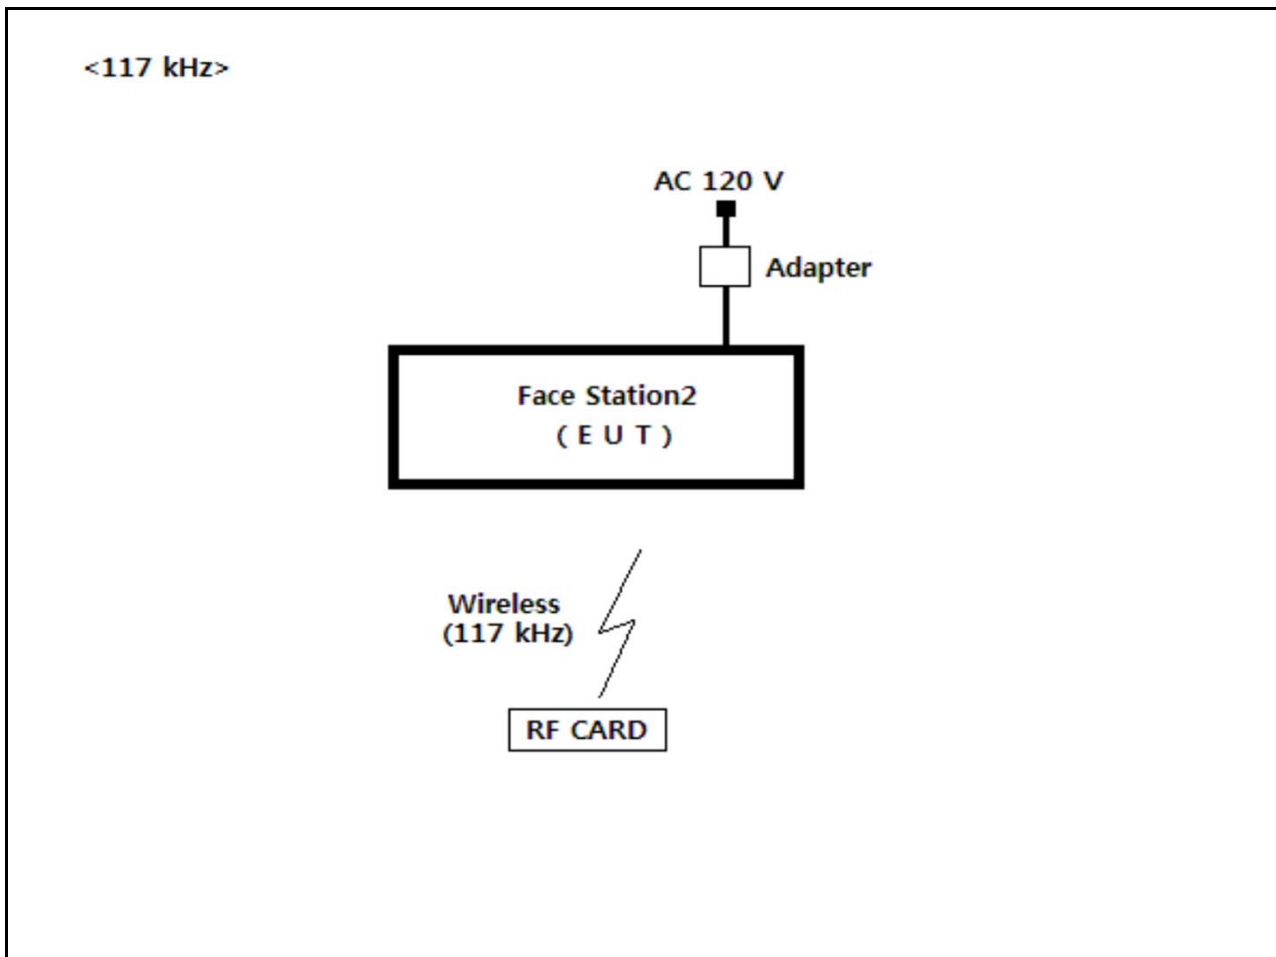 <117 kHz>
AC 120 V
Adapter
Face Station2
( E U T )
Wireless
(117 kHz)
RF CARD